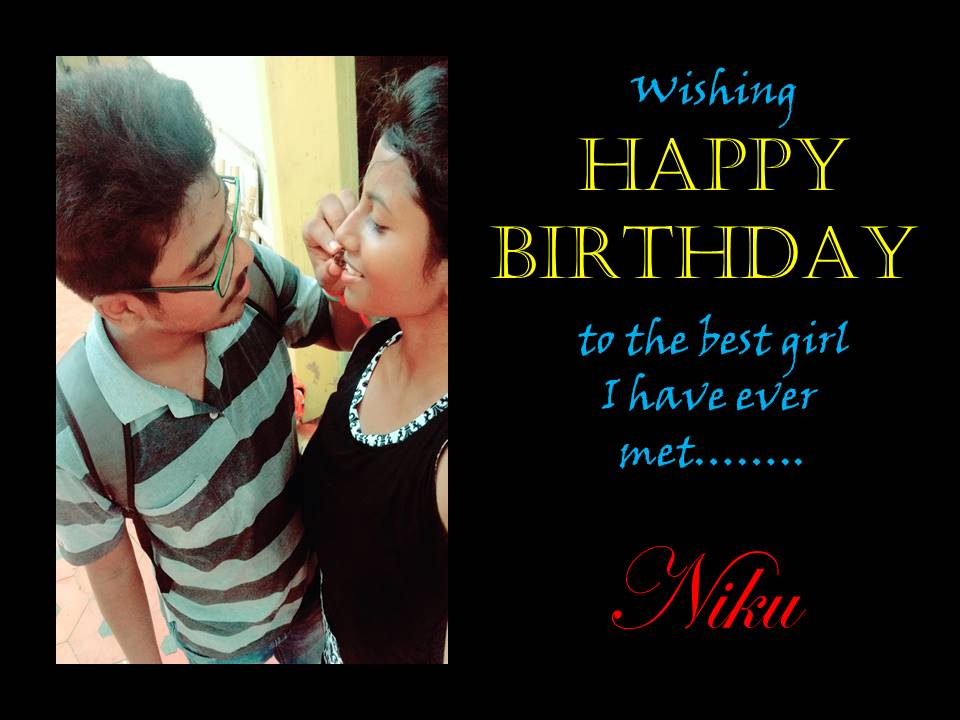 Wishing
HAPPY
BIRTHDAY
to the best girl
I have ever
met........
Niku